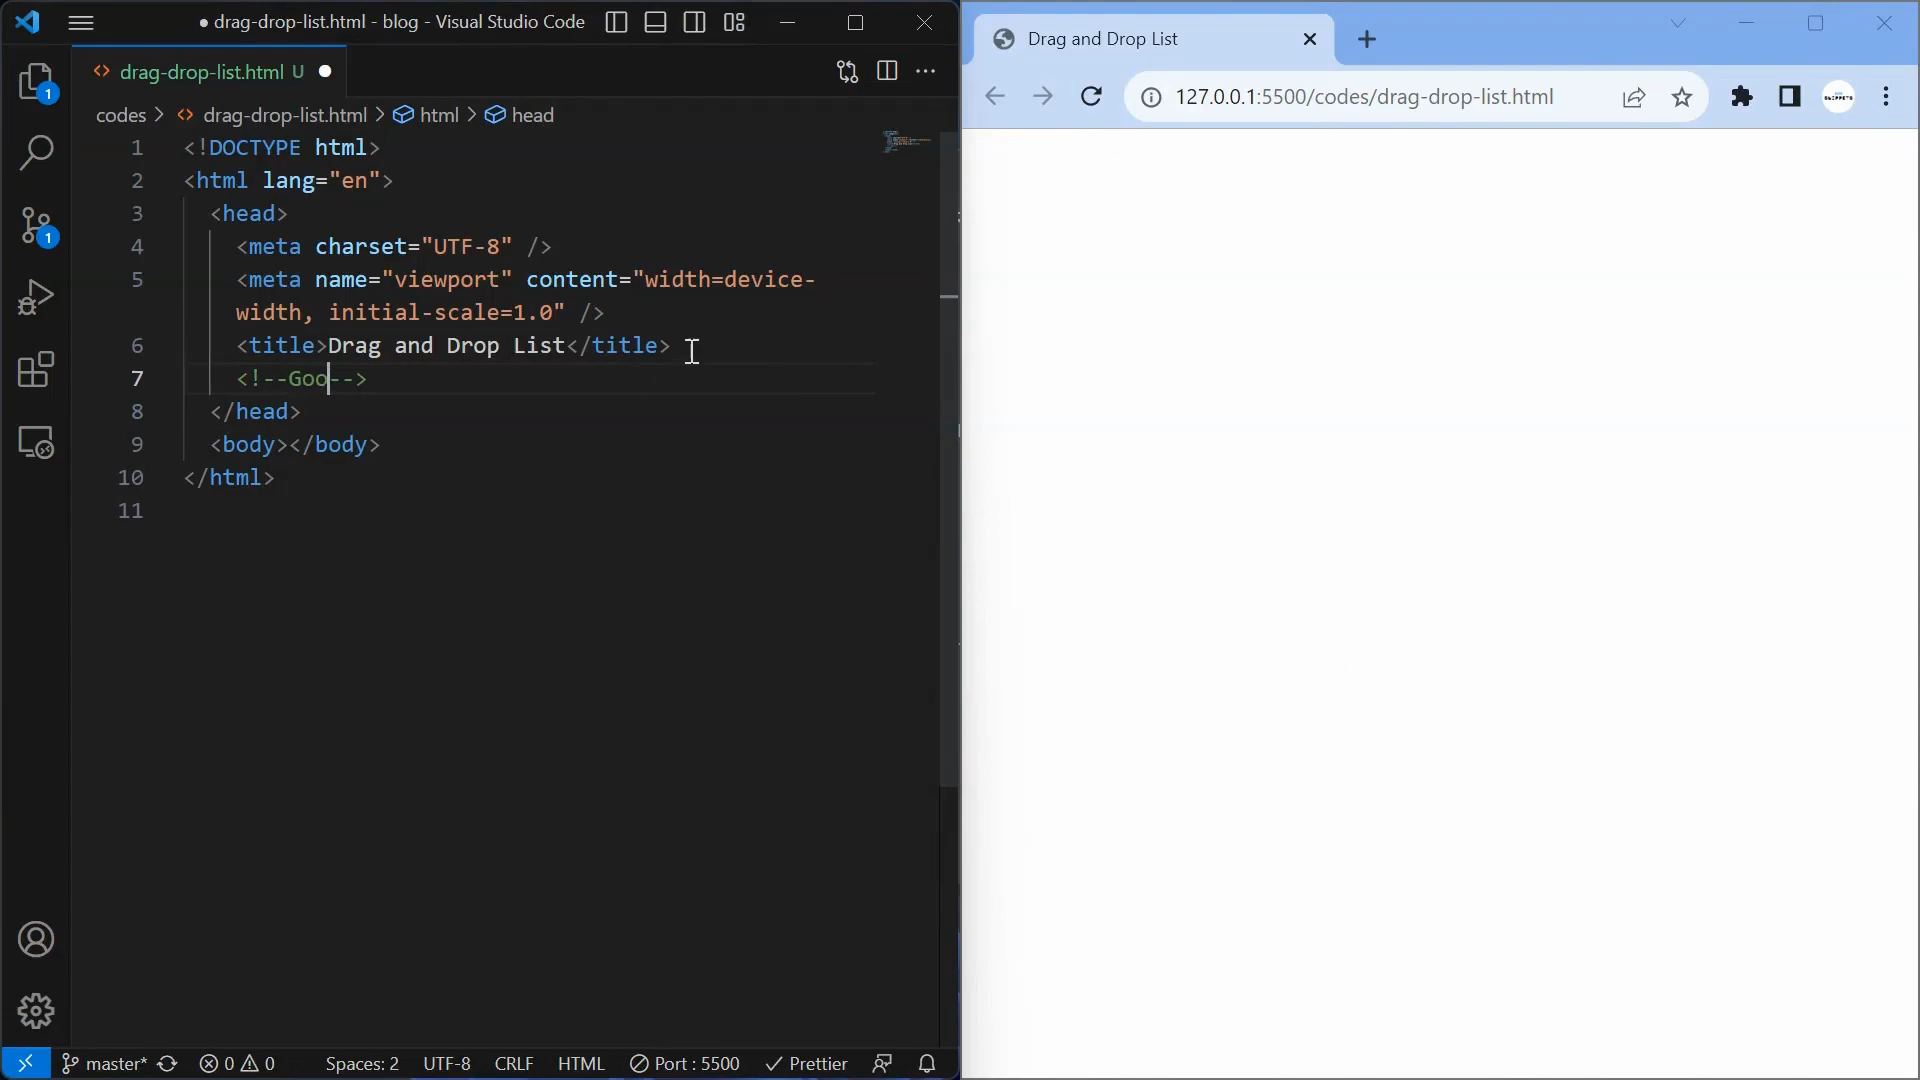 ● drag-drop-list.html - blog - Visual Studio Code
drag-drop-list.html U
codes > drag-drop-list.html > html > head
1 <!DOCTYPE html>
2 <html lang="en">
3 <head>
4 <meta charset="UTF-8" />
5 <meta name="viewport" content="width=device-
width, initial-scale=1.0" />
6 <title>Drag and Drop List</title>
7 <!--Goo-->
8 </head>
9 <body></body>
10 </html>
11
1
1
master* 0 0 Spaces: 2 UTF-8 CRLF HTML Port : 5500 Prettier
Drag and Drop List
127.0.0.1:5500/codes/drag-drop-list.html